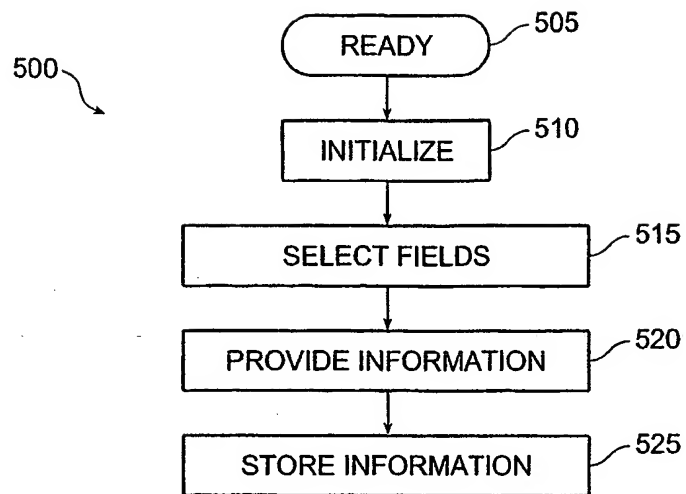 READY
505
500
INITIALIZE
510
SELECT FIELDS
515
PROVIDE INFORMATION
520
STORE INFORMATION
525